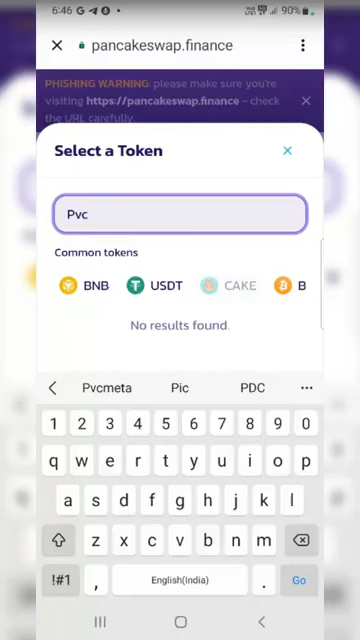 6:46
90%
pancakeswap.finance
PHISHING WARNING: please make sure you're
visiting https://pancakeswap.finance – check
the URL carefully.
Select a Token
Pvc
Common tokens
BNB USDT CAKE B
No results found.
Pvcmeta Pic PDC
1 2 3 4 5 6 7 8 9 0
q w e r t y u i o p
a s d f g h j k l
z x c v b n m
!#1 , English(India) . Go